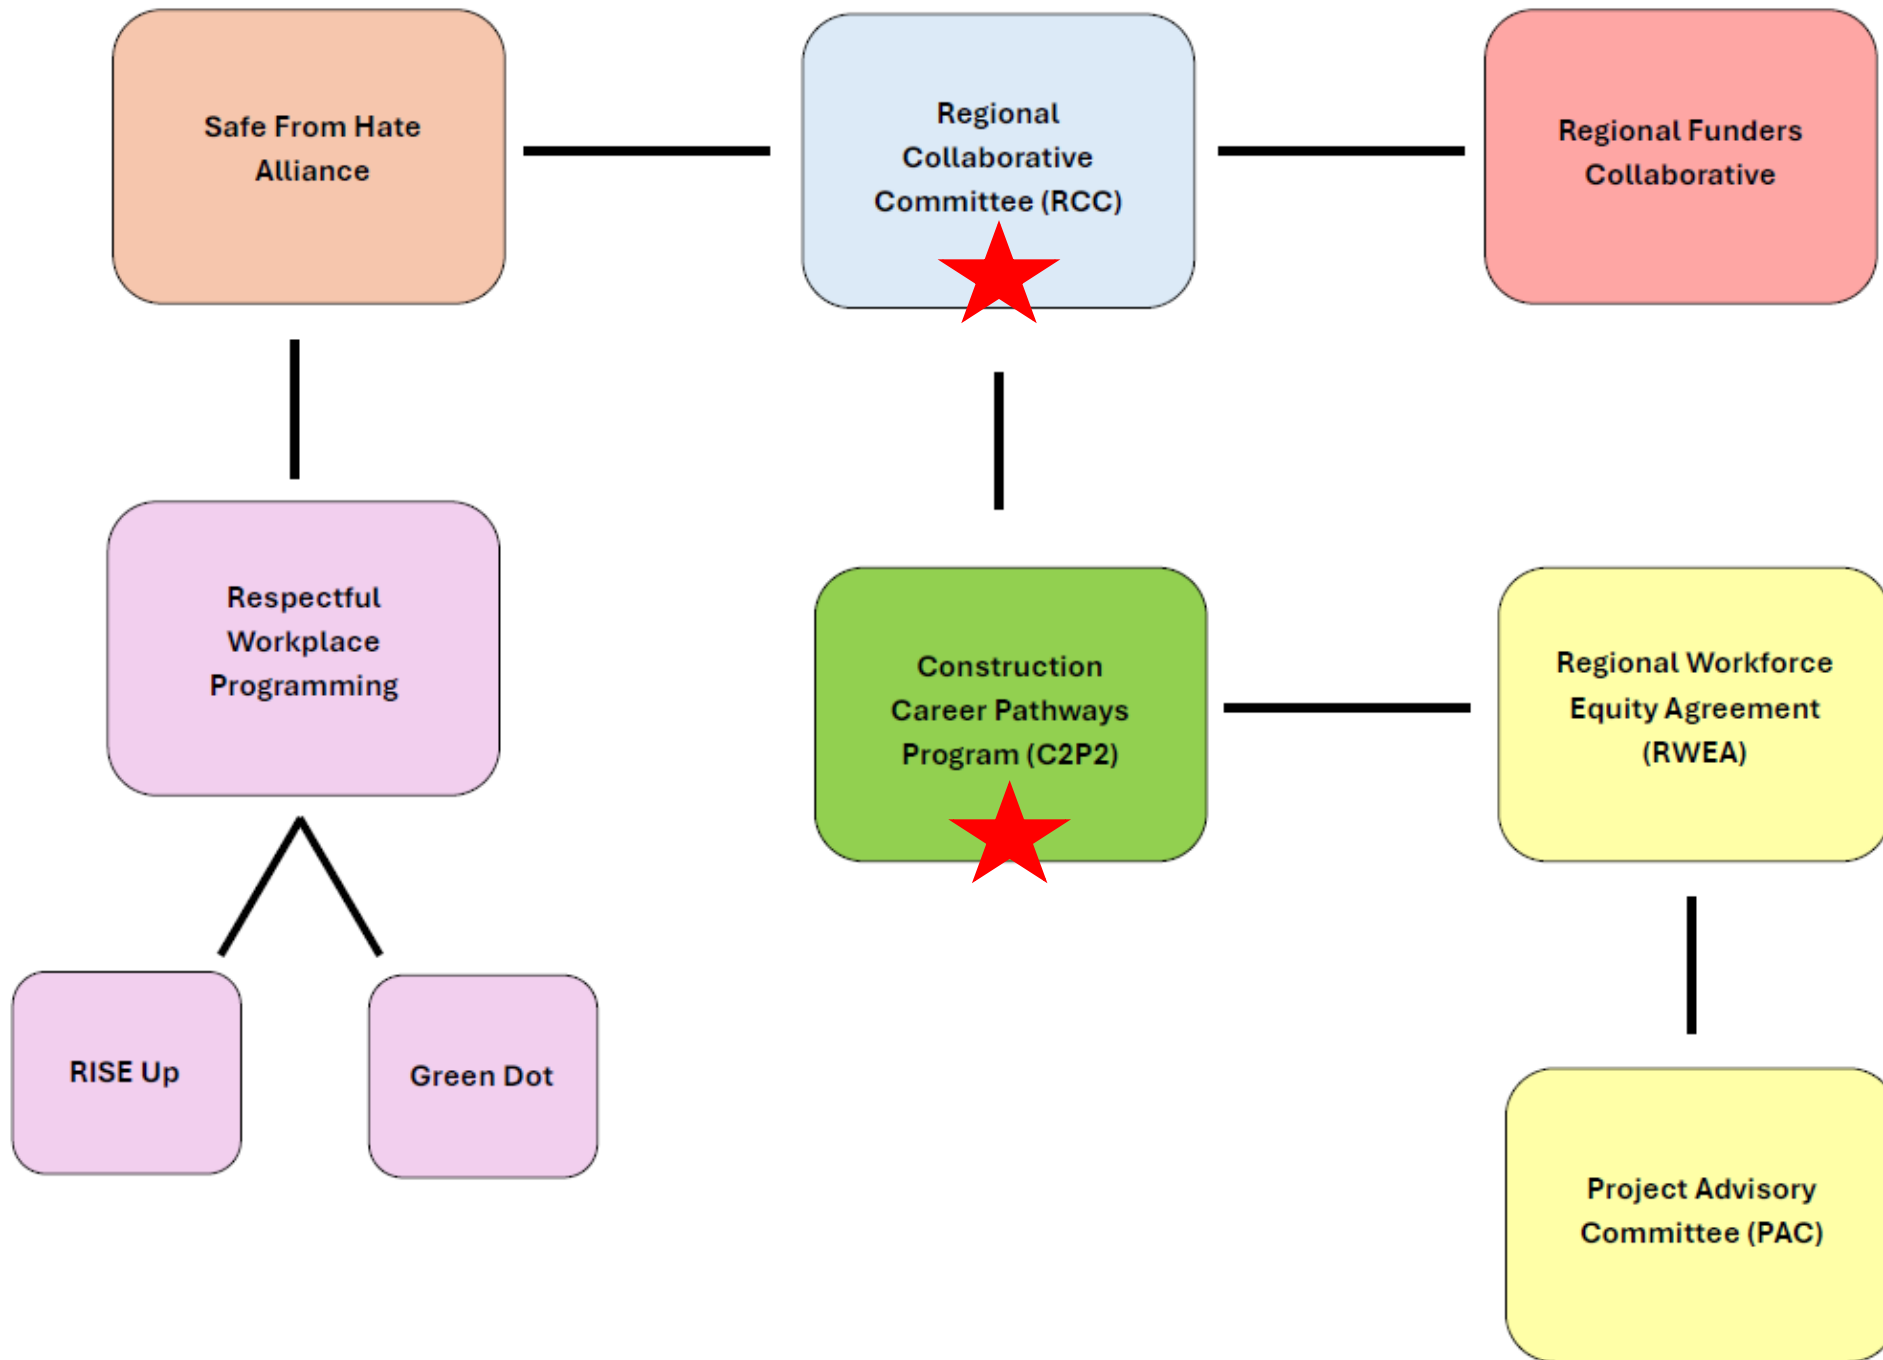 Safe From Hate
Alliance
Regional
Collaborative
Committee (RCC)
Regional Funders
Collaborative
Respectful
Workplace
Programming
Construction
Career Pathways
Program (C2P2)
Regional Workforce
Equity Agreement
(RWEA)
RISE Up
Green Dot
Project Advisory
Committee (PAC)